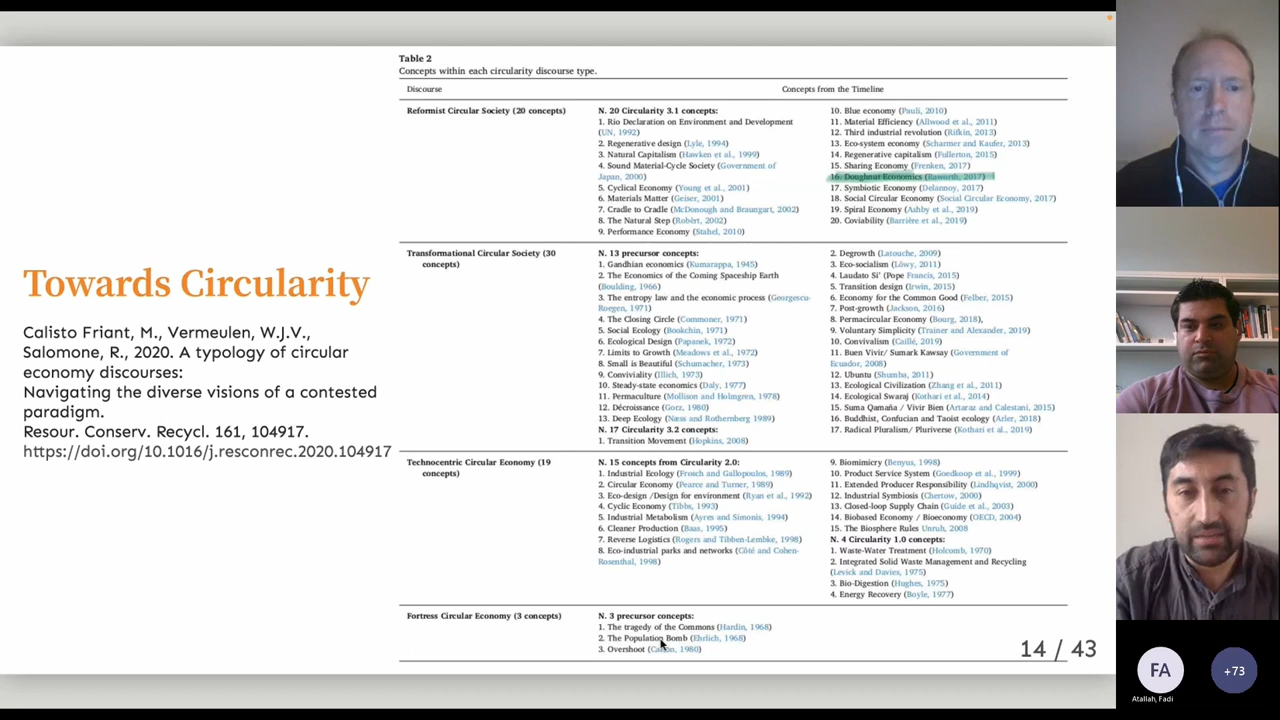 Towards Circularity
Calisto Friant, M., Vermeulen, W.J.V.,
Salomone, R., 2020. A typology of circular
economy discourses:
Navigating the diverse visions of a contested
paradigm.
Resour. Conserv. Recycl. 161, 104917.
https://doi.org/10.1016/j.resconrec.2020.104917
Table 2
Concepts within each circularity discourse type.
Discourse
Concepts from the Timeline
Reformist Circular Society (20 concepts)
N. 20 Circularity 3.1 concepts:
1. Rio Declaration on Environment and Development
(UN, 1992)
2. Regenerative design (Lyle, 1994)
3. Natural Capitalism (Hawken et al., 1999)
4. Sound Material-Cycle Society (Government of
Japan, 2000)
5. Cyclical Economy (Young et al., 2001)
6. Materials Matter (Geiser, 2001)
7. Cradle to Cradle (McDonough and Braungart, 2002)
8. The Natural Step (Robèrt, 2002)
9. Performance Economy (Stahel, 2010)
10. Blue economy (Pauli, 2010)
11. Material Efficiency (Allwood et al., 2011)
12. Third industrial revolution (Rifkin, 2013)
13. Eco-system economy (Scharmer and Kaufer, 2013)
14. Regenerative capitalism (Fullerton, 2015)
15. Sharing Economy (Frenken, 2017)
16. Doughnut Economics (Raworth, 2017)
17. Symbiotic Economy (Delannoy, 2017)
18. Social Circular Economy (Social Circular Economy, 2017)
19. Spiral Economy (Ashby et al., 2019)
20. Coviability (Barrière et al., 2019)
Transformational Circular Society (30
concepts)
N. 13 precursor concepts:
1. Gandhian economics (Kumarappa, 1945)
2. The Economics of the Coming Spaceship Earth
(Boulding, 1966)
3. The entropy law and the economic process (Georgescu-
Roegen, 1971)
4. The Closing Circle (Commoner, 1971)
5. Social Ecology (Bookchin, 1971)
6. Ecological Design (Papanek, 1972)
7. Limits to Growth (Meadows et al., 1972)
8. Small is Beautiful (Schumacher, 1973)
9. Conviviality (Illich, 1973)
10. Steady-state economics (Daly, 1977)
11. Permaculture (Mollison and Holmgren, 1978)
12. Décroissance (Gorz, 1980)
13. Deep Ecology (Næss and Rothernberg 1989)
N. 17 Circularity 3.2 concepts:
1. Transition Movement (Hopkins, 2008)
2. Degrowth (Latouche, 2009)
3. Eco-socialism (Löwy, 2011)
4. Laudato Si' (Pope Francis, 2015)
5. Transition design (Irwin, 2015)
6. Economy for the Common Good (Felber, 2015)
7. Post-growth (Jackson, 2016)
8. Permacircular Economy (Bourg, 2018),
9. Voluntary Simplicity (Trainer and Alexander, 2019)
10. Convivialism (Caillé, 2019)
11. Buen Vivir/ Sumark Kawsay (Government of
Ecuador, 2008)
12. Ubuntu (Shumba, 2011)
13. Ecological Civilization (Zhang et al., 2011)
14. Ecological Swaraj (Kothari et al., 2014)
15. Suma Qamaña / Vivir Bien (Artaraz and Calestani, 2015)
16. Buddhist, Confucian and Taoist ecology (Arler, 2018)
17. Radical Pluralism/ Pluriverse (Kothari et al., 2019)
Technocentric Circular Economy (19
concepts)
N. 15 concepts from Circularity 2.0:
1. Industrial Ecology (Frosch and Gallopoulos, 1989)
2. Circular Economy (Pearce and Turner, 1989)
3. Eco-design /Design for environment (Ryan et al., 1992)
4. Cyclic Economy (Tibbs, 1993)
5. Industrial Metabolism (Ayres and Simonis, 1994)
6. Cleaner Production (Baas, 1995)
7. Reverse Logistics (Rogers and Tibben-Lembke, 1998)
8. Eco-industrial parks and networks (Côté and Cohen-
Rosenthal, 1998)
9. Biomimicry (Benyus, 1998)
10. Product Service System (Goedkoop et al., 1999)
11. Extended Producer Responsibility (Lindhqvist, 2000)
12. Industrial Symbiosis (Chertow, 2000)
13. Closed-loop Supply Chain (Guide et al., 2003)
14. Biobased Economy / Bioeconomy (OECD, 2004)
15. The Biosphere Rules Unruh, 2008
N. 4 Circularity 1.0 concepts:
1. Waste-Water Treatment (Holcomb, 1970)
2. Integrated Solid Waste Management and Recycling
(Levick and Davies, 1975)
3. Bio-Digestion (Hughes, 1975)
4. Energy Recovery (Boyle, 1977)
Fortress Circular Economy (3 concepts)
N. 3 precursor concepts:
1. The tragedy of the Commons (Hardin, 1968)
2. The Population Bomb (Ehrlich, 1968)
3. Overshoot (Catton, 1980)
14 / 43
FA
Atallah, Fadi
+73